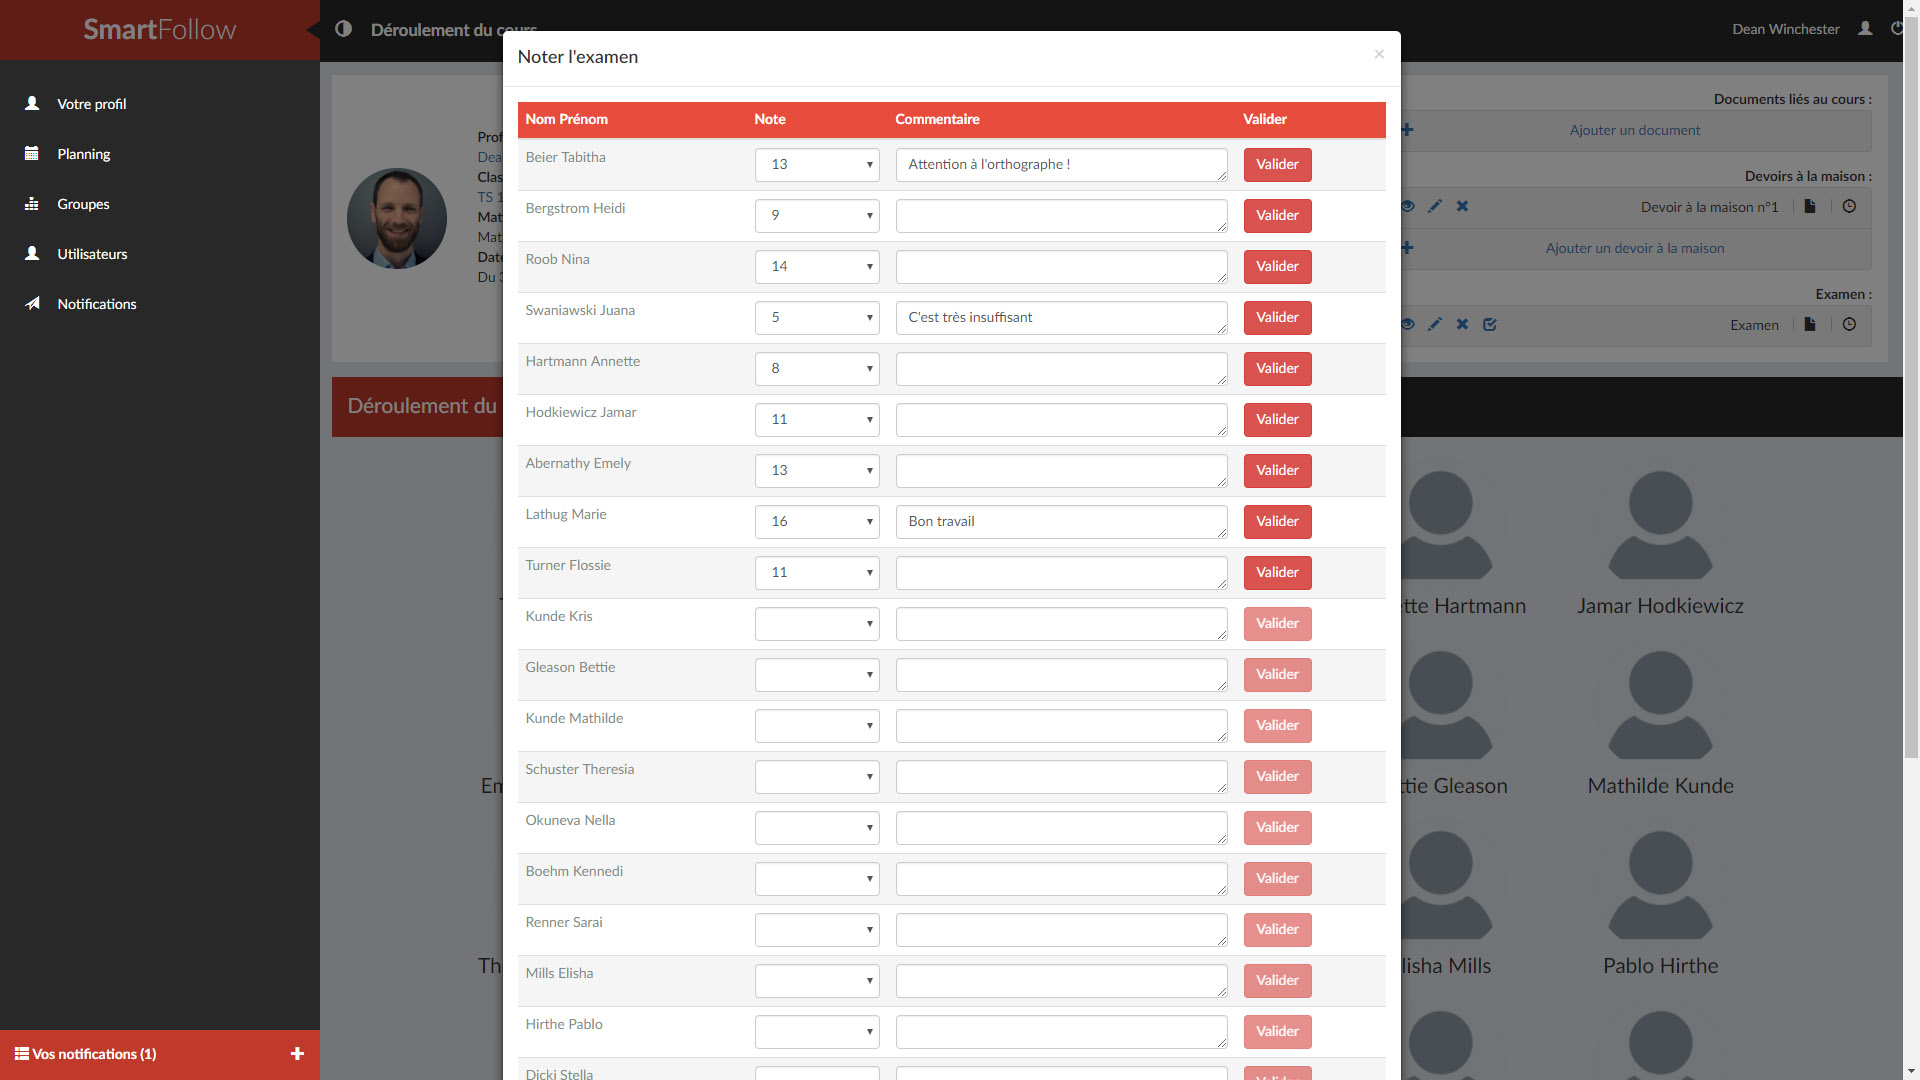 SmartFollow
Déroulement du cours
Dean Winchester
Votre profil
Planning
Groupes
Utilisateurs
Notifications
Vos notifications (1)
Prof
Dea
Clas
TS 1
Mat
Mat
Date
Du 3
Documents liés au cours :
Ajouter un document
Devoirs à la maison :
Devoir à la maison n°1
Ajouter un devoir à la maison
Examen :
Examen
Déroulement du
Noter l'examen
×
Nom Prénom Note Commentaire Valider
Beier Tabitha 13 Attention à l'orthographe ! Valider
Bergstrom Heidi 9 Valider
Roob Nina 14 Valider
Swaniawski Juana 5 C'est très insuffisant Valider
Hartmann Annette 8 Valider
Hodkiewicz Jamar 11 Valider
Abernathy Emely 13 Valider
Lathug Marie 16 Bon travail Valider
Turner Flossie 11 Valider
Kunde Kris Valider
Gleason Bettie Valider
Kunde Mathilde Valider
Schuster Theresia Valider
Okuneva Nella Valider
Boehm Kennedi Valider
Renner Sarai Valider
Mills Elisha Valider
Hirthe Pablo Valider
Dicki Stella Valider
tte Hartmann Jamar Hodkiewicz
Em ttie Gleason Mathilde Kunde
Th lisha Mills Pablo Hirthe